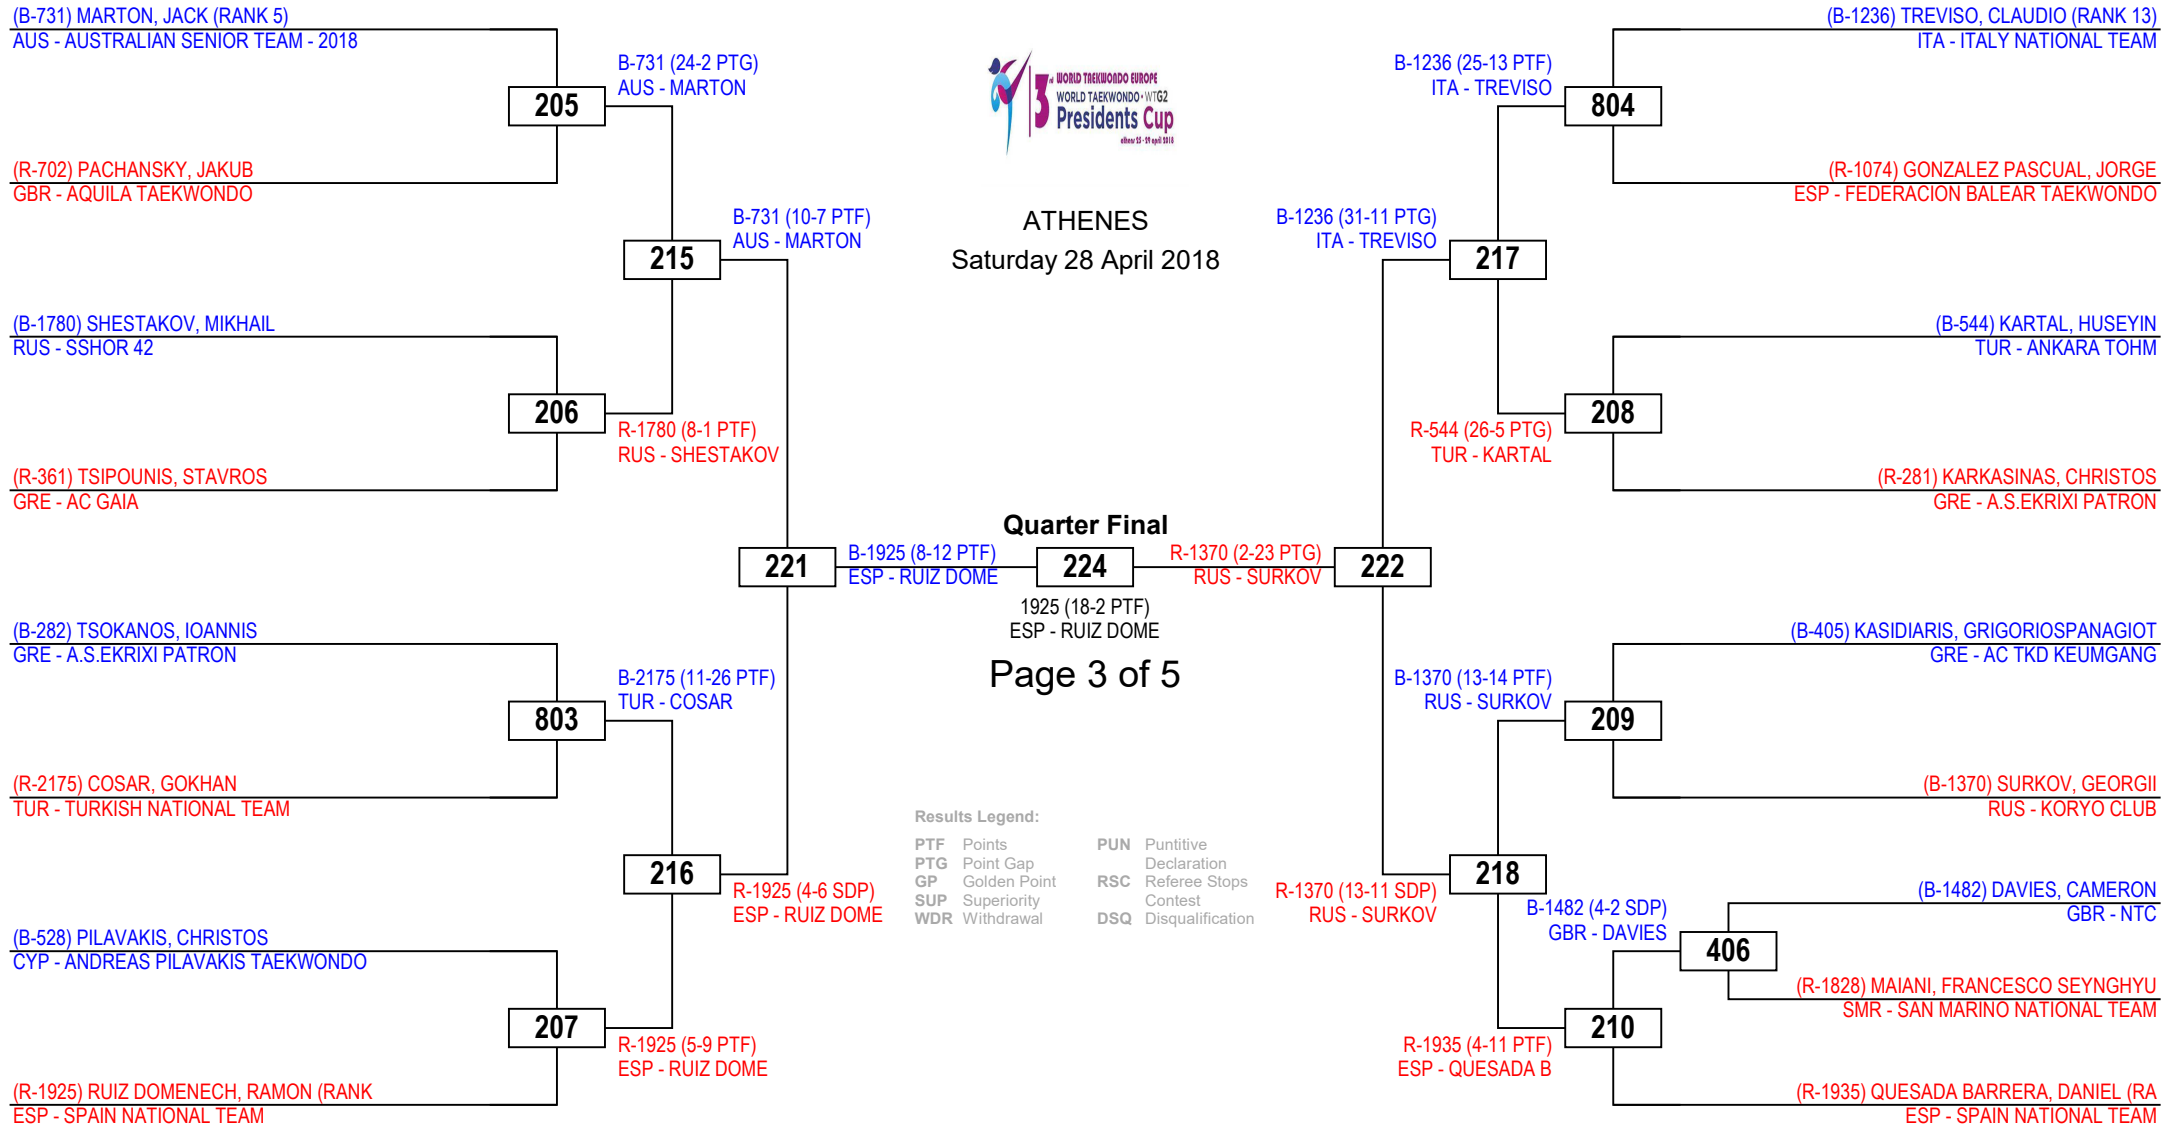 (B-731) MARTON, JACK (RANK 5)
AUS - AUSTRALIAN SENIOR TEAM - 2018
205
(R-702) PACHANSKY, JAKUB
GBR - AQUILA TAEKWONDO
B-731 (24-2 PTG)
AUS - MARTON
215
B-731 (10-7 PTF)
AUS - MARTON
(B-1780) SHESTAKOV, MIKHAIL
RUS - SSHOR 42
206
R-1780 (8-1 PTF)
RUS - SHESTAKOV
(R-361) TSIPOUNIS, STAVROS
GRE - AC GAIA
221
B-1925 (8-12 PTF)
ESP - RUIZ DOME
(B-282) TSOKANOS, IOANNIS
GRE - A.S.EKRIXI PATRON
803
B-2175 (11-26 PTF)
TUR - COSAR
(R-2175) COSAR, GOKHAN
TUR - TURKISH NATIONAL TEAM
216
R-1925 (4-6 SDP)
ESP - RUIZ DOME
(B-528) PILAVAKIS, CHRISTOS
CYP - ANDREAS PILAVAKIS TAEKWONDO
207
R-1925 (5-9 PTF)
ESP - RUIZ DOME
(R-1925) RUIZ DOMENECH, RAMON (RANK
ESP - SPAIN NATIONAL TEAM
3rd WORLD TREKWONDO EUROPE
WORLD TAEKWONDO • WTG2
Presidents Cup
athens 25 - 29 april 2018
ATHENES
Saturday 28 April 2018
Quarter Final
224
1925 (18-2 PTF)
ESP - RUIZ DOME
Page 3 of 5
Results Legend:
PTF Points
PTG Point Gap
GP Golden Point
SUP Superiority
WDR Withdrawal
PUN Puntitive
Declaration
RSC Referee Stops
Contest
DSQ Disqualification
(B-1236) TREVISO, CLAUDIO (RANK 13)
ITA - ITALY NATIONAL TEAM
B-1236 (25-13 PTF)
ITA - TREVISO
804
(R-1074) GONZALEZ PASCUAL, JORGE
ESP - FEDERACION BALEAR TAEKWONDO
B-1236 (31-11 PTG)
ITA - TREVISO
217
(B-544) KARTAL, HUSEYIN
TUR - ANKARA TOHM
208
R-544 (26-5 PTG)
TUR - KARTAL
(R-281) KARKASINAS, CHRISTOS
GRE - A.S.EKRIXI PATRON
R-1370 (2-23 PTG)
RUS - SURKOV
222
(B-405) KASIDIARIS, GRIGORIOSPANAGIOT
GRE - AC TKD KEUMGANG
B-1370 (13-14 PTF)
RUS - SURKOV
209
(B-1370) SURKOV, GEORGII
RUS - KORYO CLUB
218
R-1370 (13-11 SDP)
RUS - SURKOV
B-1482 (4-2 SDP)
GBR - DAVIES
(B-1482) DAVIES, CAMERON
GBR - NTC
406
(R-1828) MAIANI, FRANCESCO SEYNGHYU
SMR - SAN MARINO NATIONAL TEAM
210
R-1935 (4-11 PTF)
ESP - QUESADA B
(R-1935) QUESADA BARRERA, DANIEL (RA
ESP - SPAIN NATIONAL TEAM